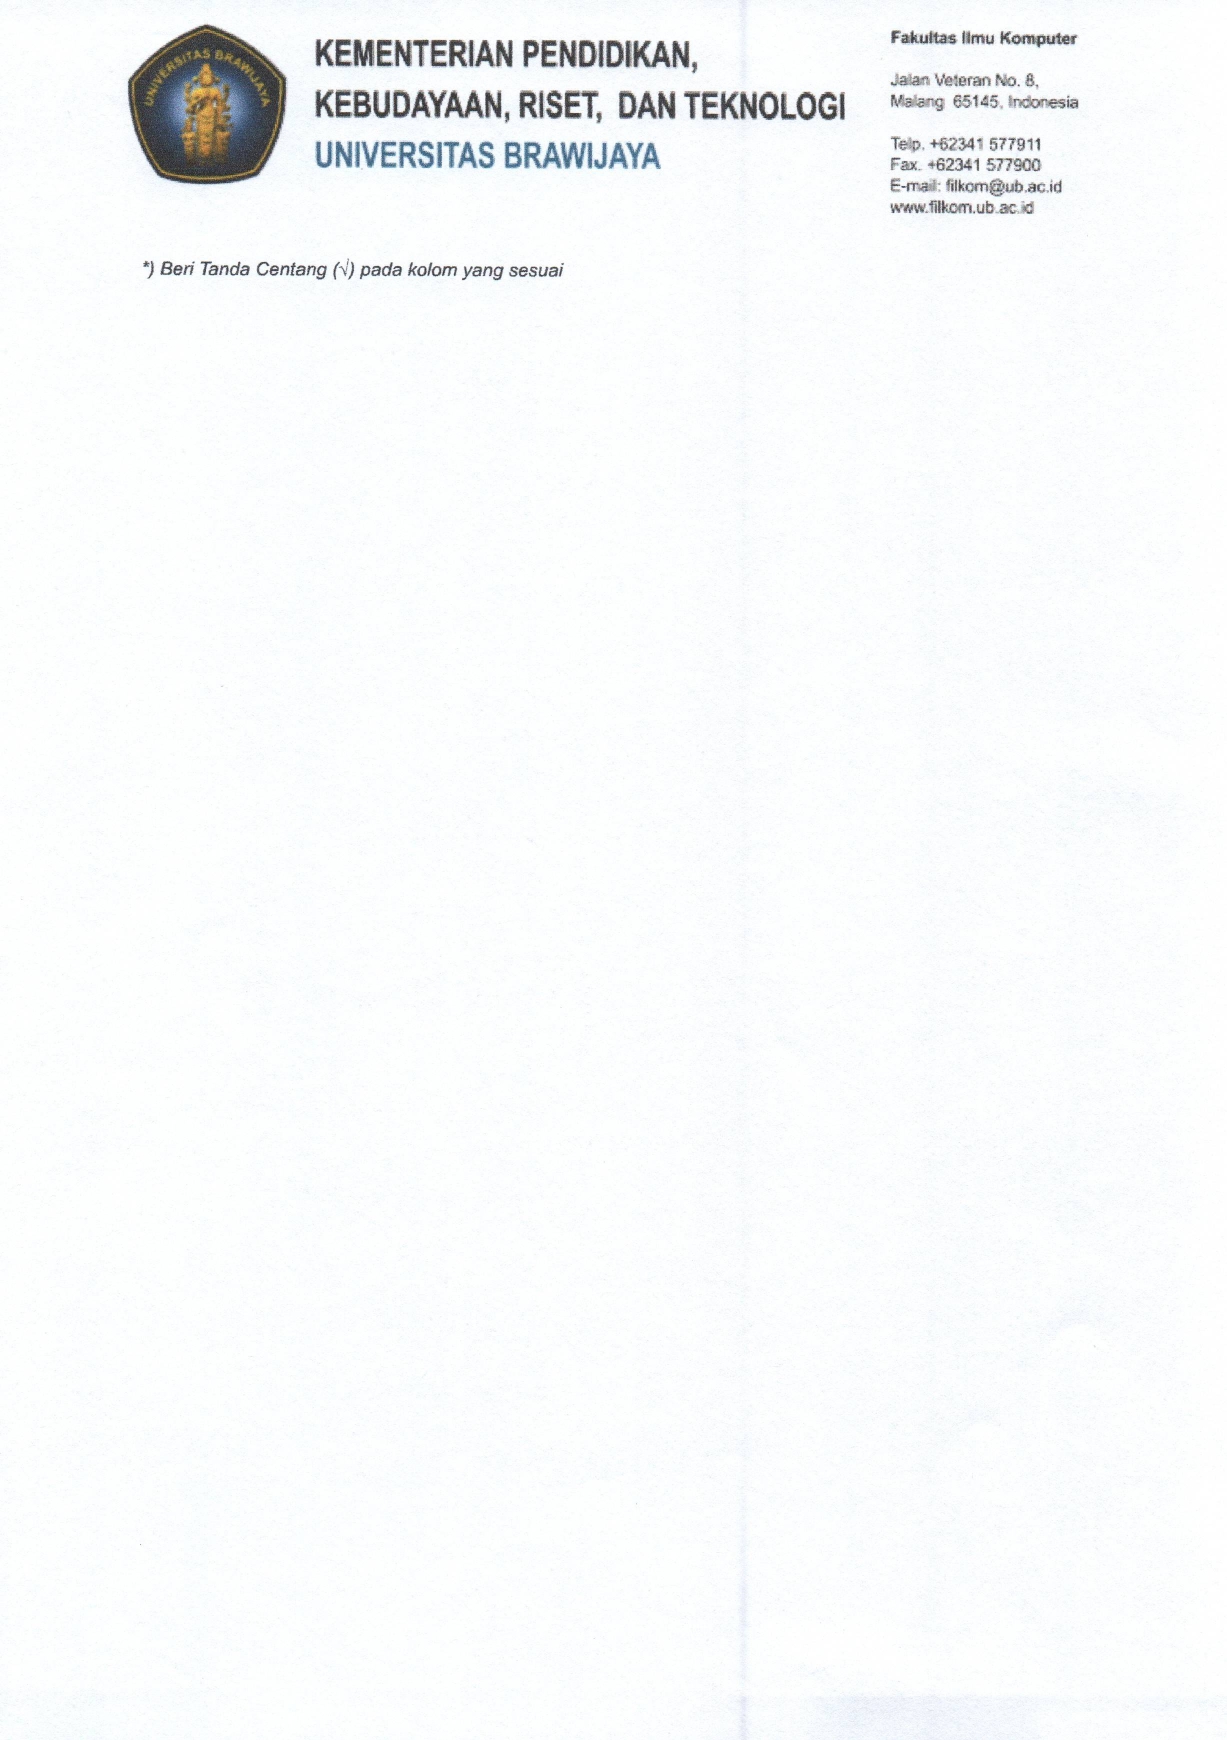 UNIVERSITAS BRAWIJAYA
KEMENTERIAN PENDIDIKAN,
KEBUDAYAAN, RISET, DAN TEKNOLOGI
UNIVERSITAS BRAWIJAYA
Fakultas Ilmu Komputer
Jalan Veteran No. 8,
Malang 65145, Indonesia
Telp. +62341 577911
Fax. +62341 577900
E-mail: filkom@ub.ac.id
www.filkom.ub.ac.id
*) Beri Tanda Centang (√) pada kolom yang sesuai